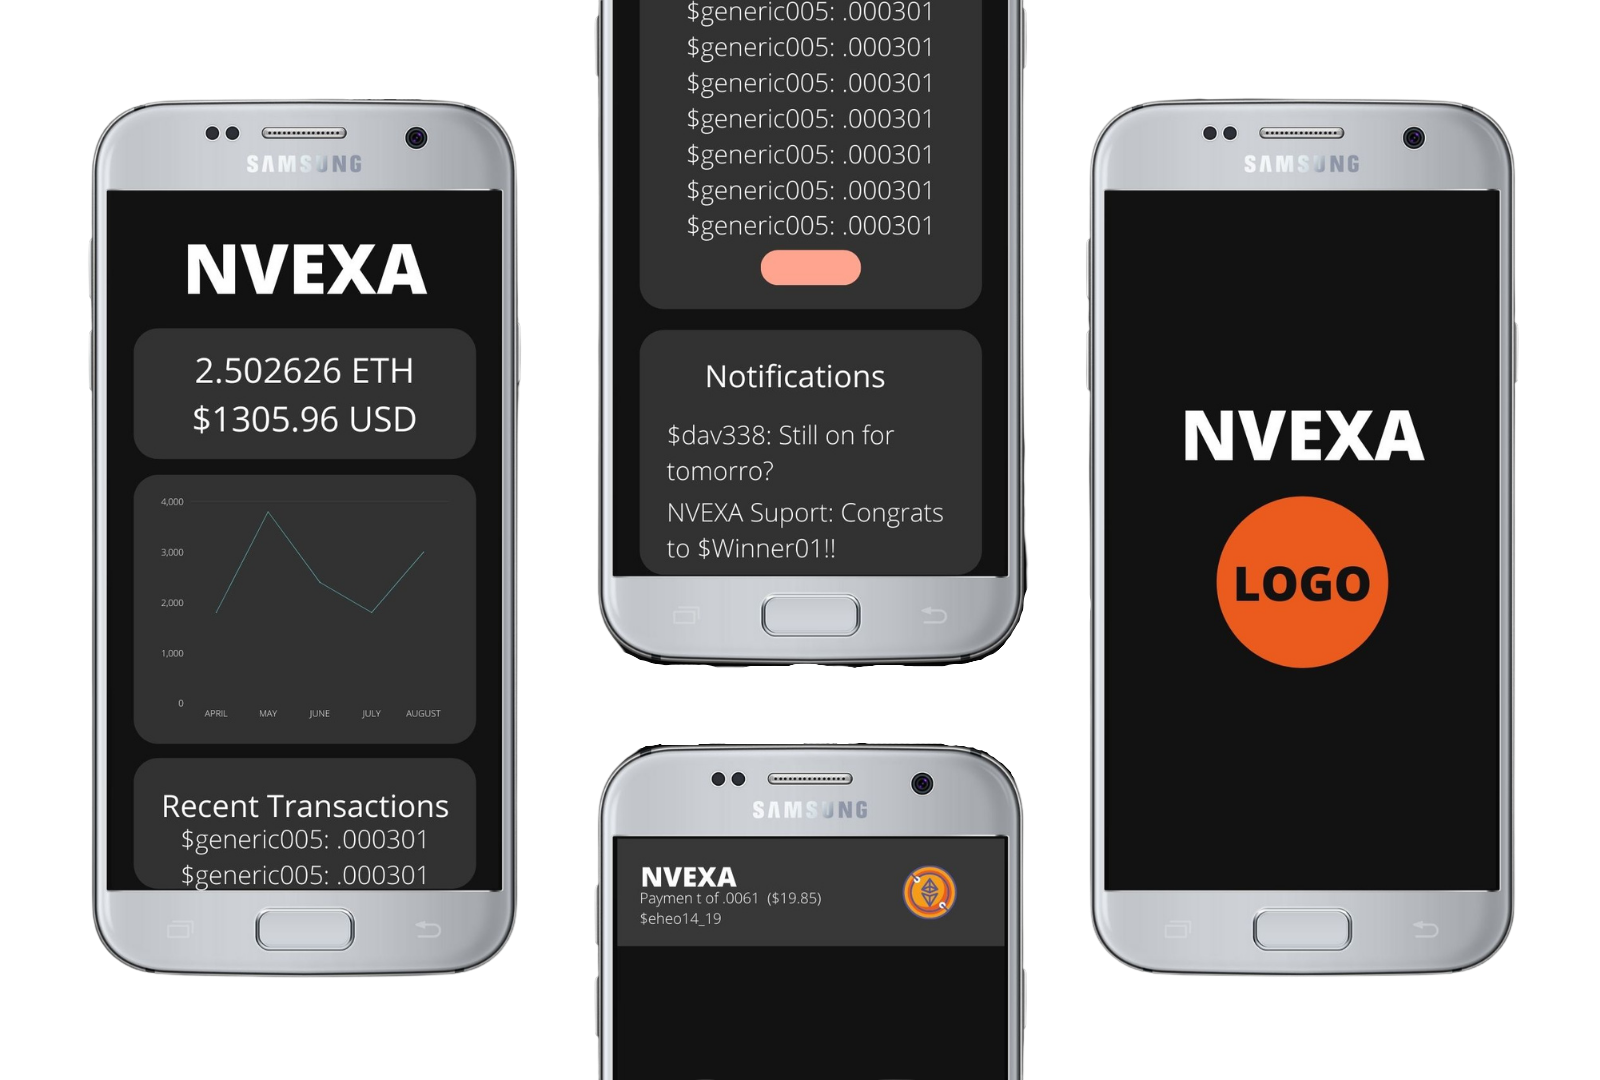 SAMSUNG
NVEXA
2.502626 ETH
$1305.96 USD
4,000
3,000
2,000
1,000
0
APRIL MAY JUNE JULY AUGUST
Recent Transactions
$generic005: .000301
$generic005: .000301
$generic005: .000301
$generic005: .000301
$generic005: .000301
$generic005: .000301
$generic005: .000301
$generic005: .000301
$generic005: .000301
Notifications
$dav338: Still on for
tomorro?
NVEXA Suport: Congrats
to $Winner01!!
SAMSUNG
NVEXA
Paymen t of .0061 ($19.85)
$eheo14_19
SAMSUNG
NVEXA
LOGO